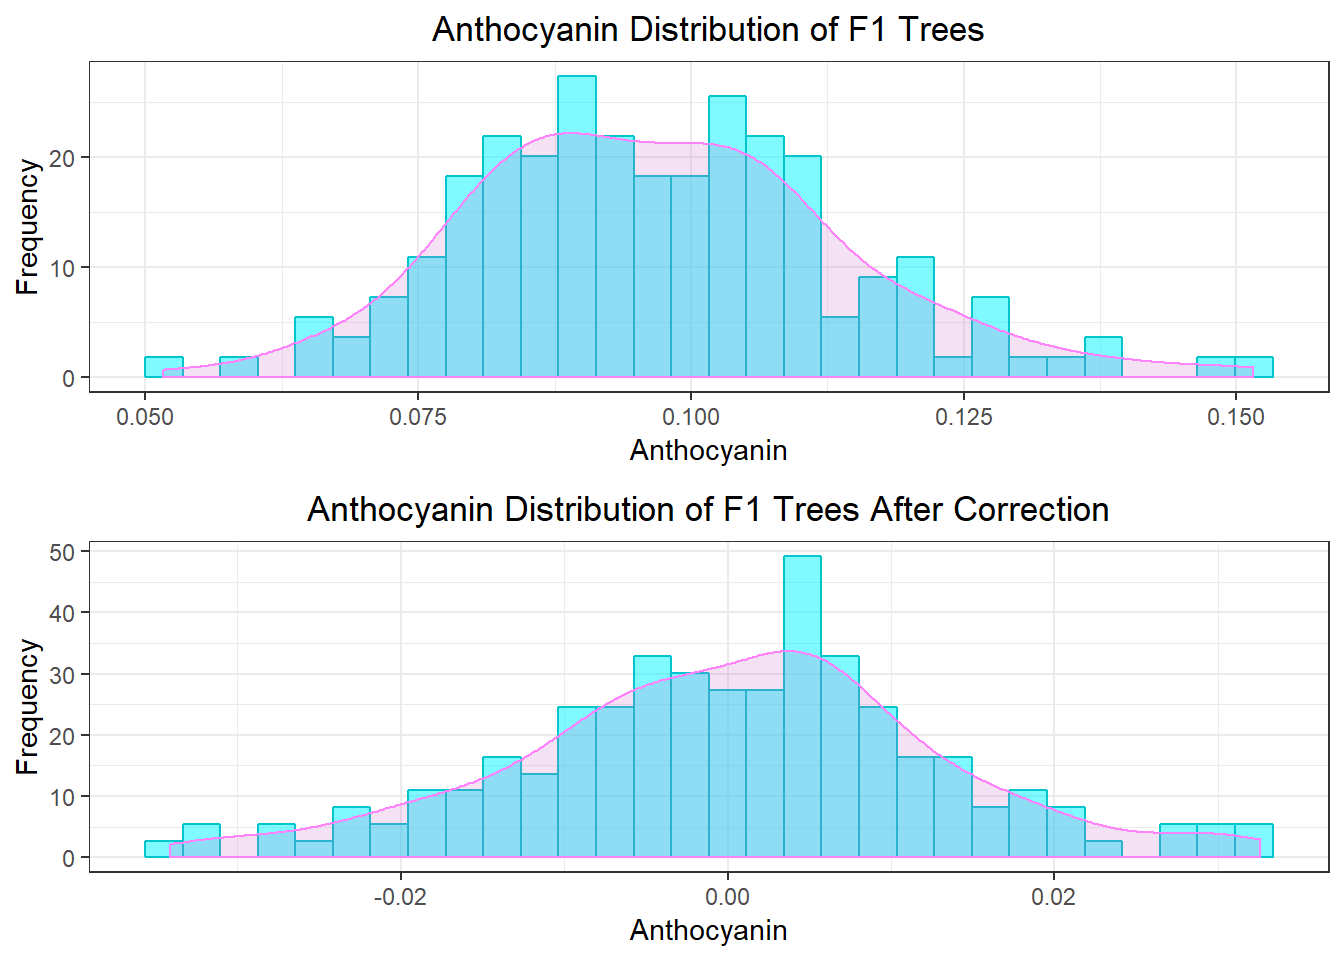 Anthocyanin Distribution of F1 Trees
20
10
0
Frequency
0.050 0.075 0.100 0.125 0.150
Anthocyanin
Anthocyanin Distribution of F1 Trees After Correction
50
40
30
20
10
0
Frequency
-0.02 0.00 0.02
Anthocyanin